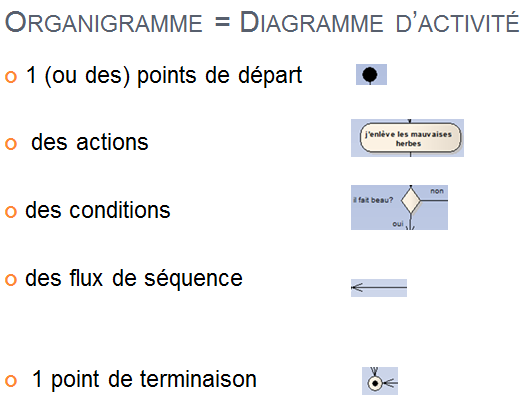 ORGANIGRAMME = DIAGRAMME D'ACTIVITÉ
o 1 (ou des) points de départ
o des actions
j'enlève les mauvaises
herbes
o des conditions
il fait beau?
non
oui
o des flux de séquence
o 1 point de terminaison